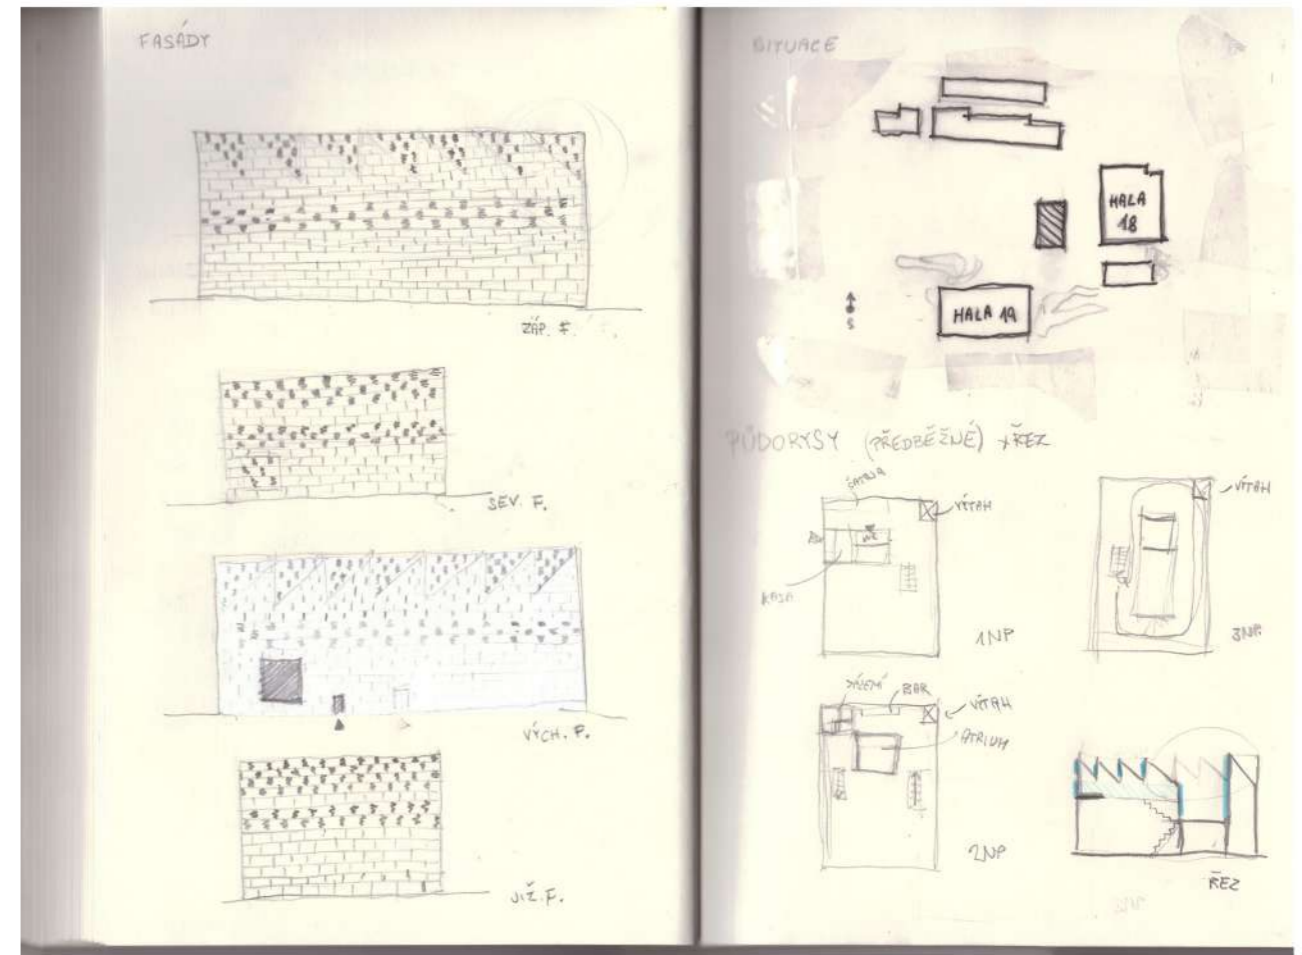 FASÁDY
ZÁP. F.
SEV. F.
VÝCH. F.
JIŽ. F.
SITUACE
HALA
18
HALA 19
S
PŮDORYSY (PŘEDBĚŽNÉ) + ŘEZ
ŠATNA
VÝTAH
WC
KASA
1NP
VÝTAH
3NP.
ZÁZEMÍ
BAR
VÝTAH
ATRIUM
2NP
ŘEZ